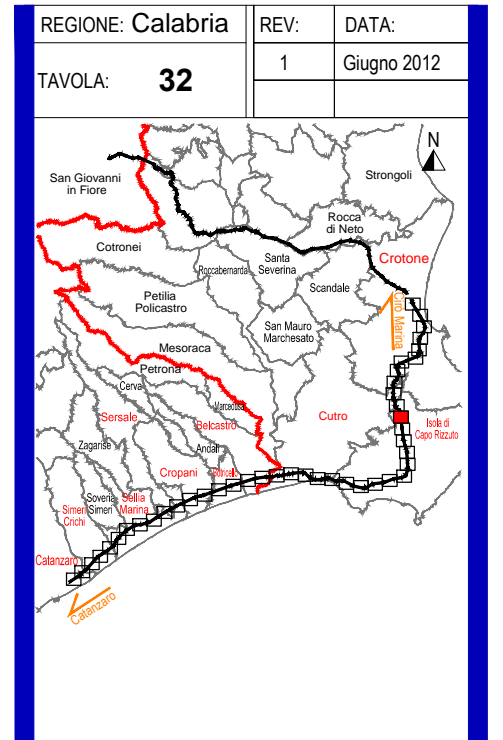 REGIONE: Calabria
REV:
DATA:
TAVOLA: 32
1
Giugno 2012
N
San Giovanni
in Fiore
Strongoli
Rocca
di Neto
Cotronei
Crotone
Santa
Severina
Roccabernarda
Scandale
Petilia
Policastro
Cirò Marina
San Mauro
Marchesato
Mesoraca
Petrona
Cerva
Marcedusa
Sersale
Belcastro
Cutro
Isola di
Capo Rizzuto
Zagarise
Andali
Cropani
Botricello
Soveria
Simeri
Sellia
Marina
Simeri
Crichi
Catanzaro
Catanzaro